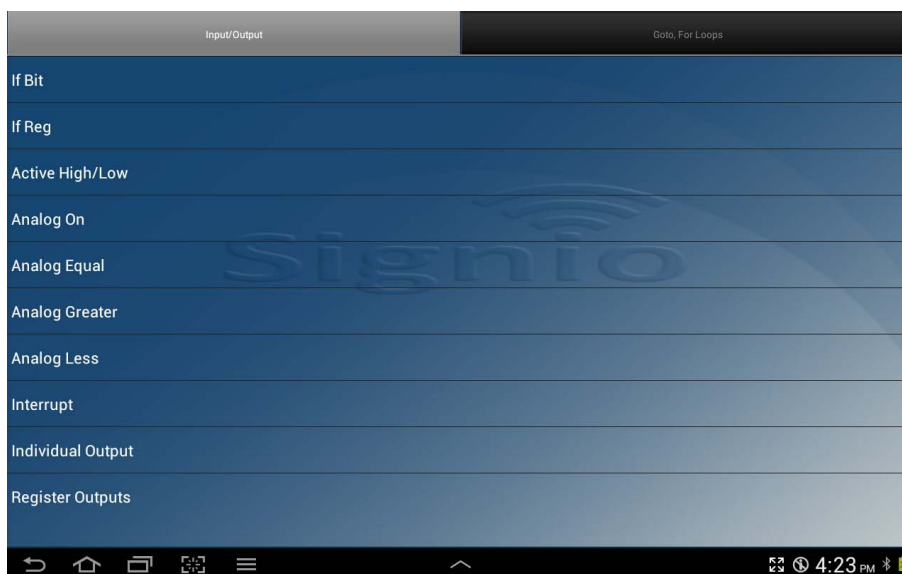 Input/Output
Goto, For Loops
If Bit
If Reg
Active High/Low
Analog On
Signio
Analog Equal
Analog Greater
Analog Less
Interrupt
Individual Output
Register Outputs
4:23 PM